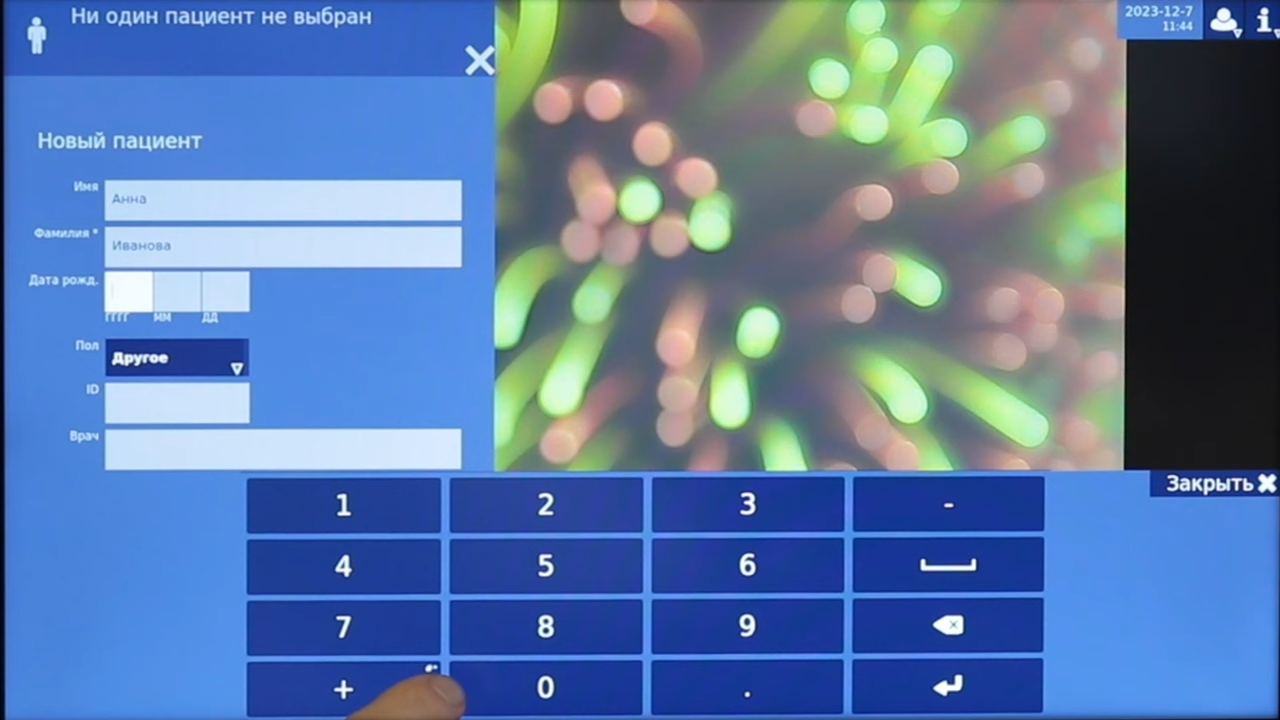 Ни один пациент не выбран
2023-12-7
11:44
Новый пациент
Имя
Анна
Фамилия *
Иванова
Дата рожд.
ГГГГ ММ ДД
Пол
Другое
ID
Врач
Закрыть
1 2 3 -
4 5 6
7 8 9
+ 0 .